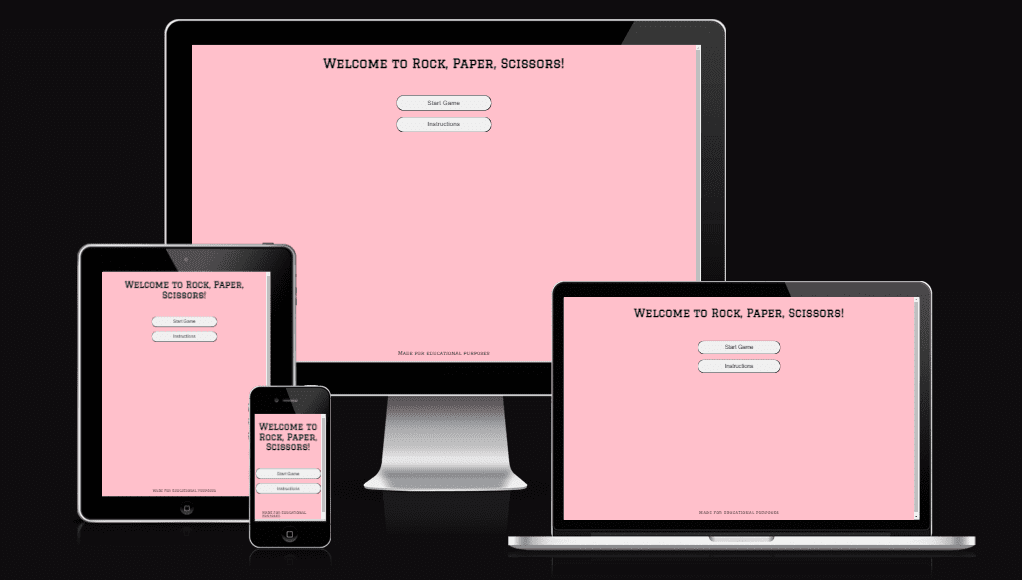 Welcome to Rock, Paper, Scissors!
Start Game
Instructions
Made for educational purposes
Welcome to Rock, Paper,
Scissors!
Start Game
Instructions
Made for educational purposes
Welcome to
Rock, Paper,
Scissors!
Start Game
Instructions
Made for educational
purposes
Welcome to Rock, Paper, Scissors!
Start Game
Instructions
Made for educational purposes